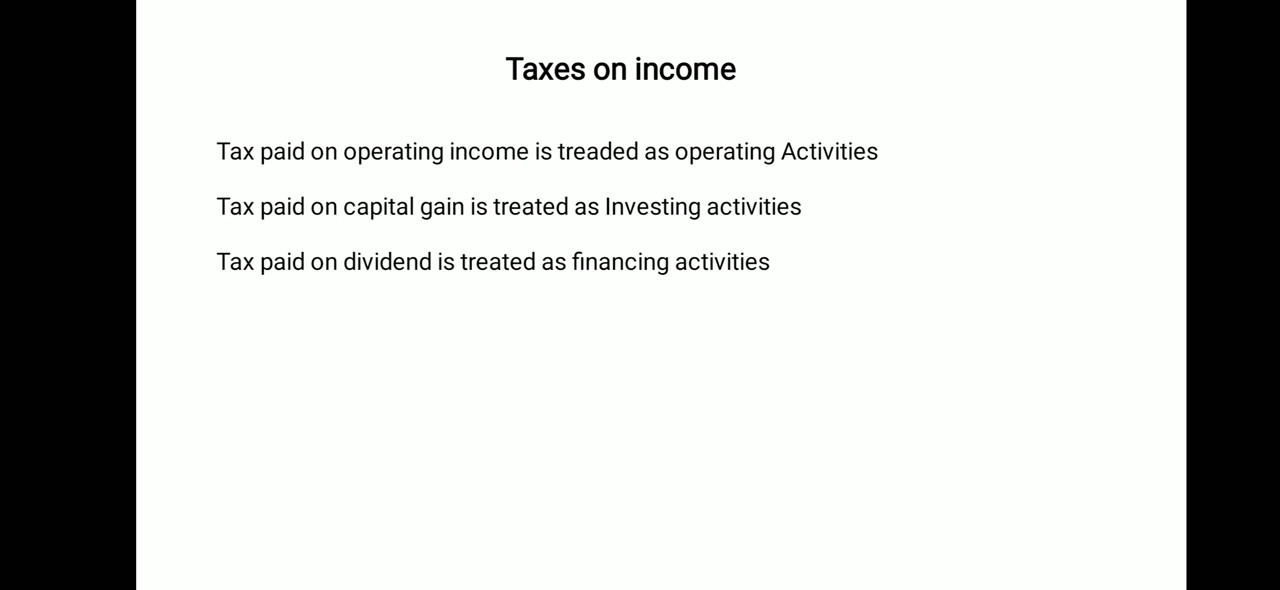 Taxes on income
Tax paid on operating income is treaded as operating Activities
Tax paid on capital gain is treated as Investing activities
Tax paid on dividend is treated as financing activities